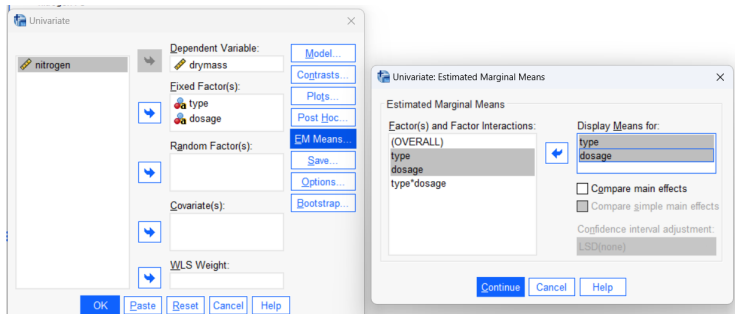 Univariate
nitrogen
Dependent Variable:
drymass
Fixed Factor(s):
type
dosage
Random Factor(s):
Covariate(s):
WLS Weight:
Model...
Contrasts...
Plots...
Post Hoc...
EM Means...
Save...
Options...
Bootstrap...
OK Paste Reset Cancel Help
Univariate: Estimated Marginal Means
Estimated Marginal Means
Factor(s) and Factor Interactions:
(OVERALL)
type
dosage
type*dosage
Display Means for:
type
dosage
Compare main effects
Compare simple main effects
Confidence interval adjustment:
LSD(none)
Continue Cancel Help